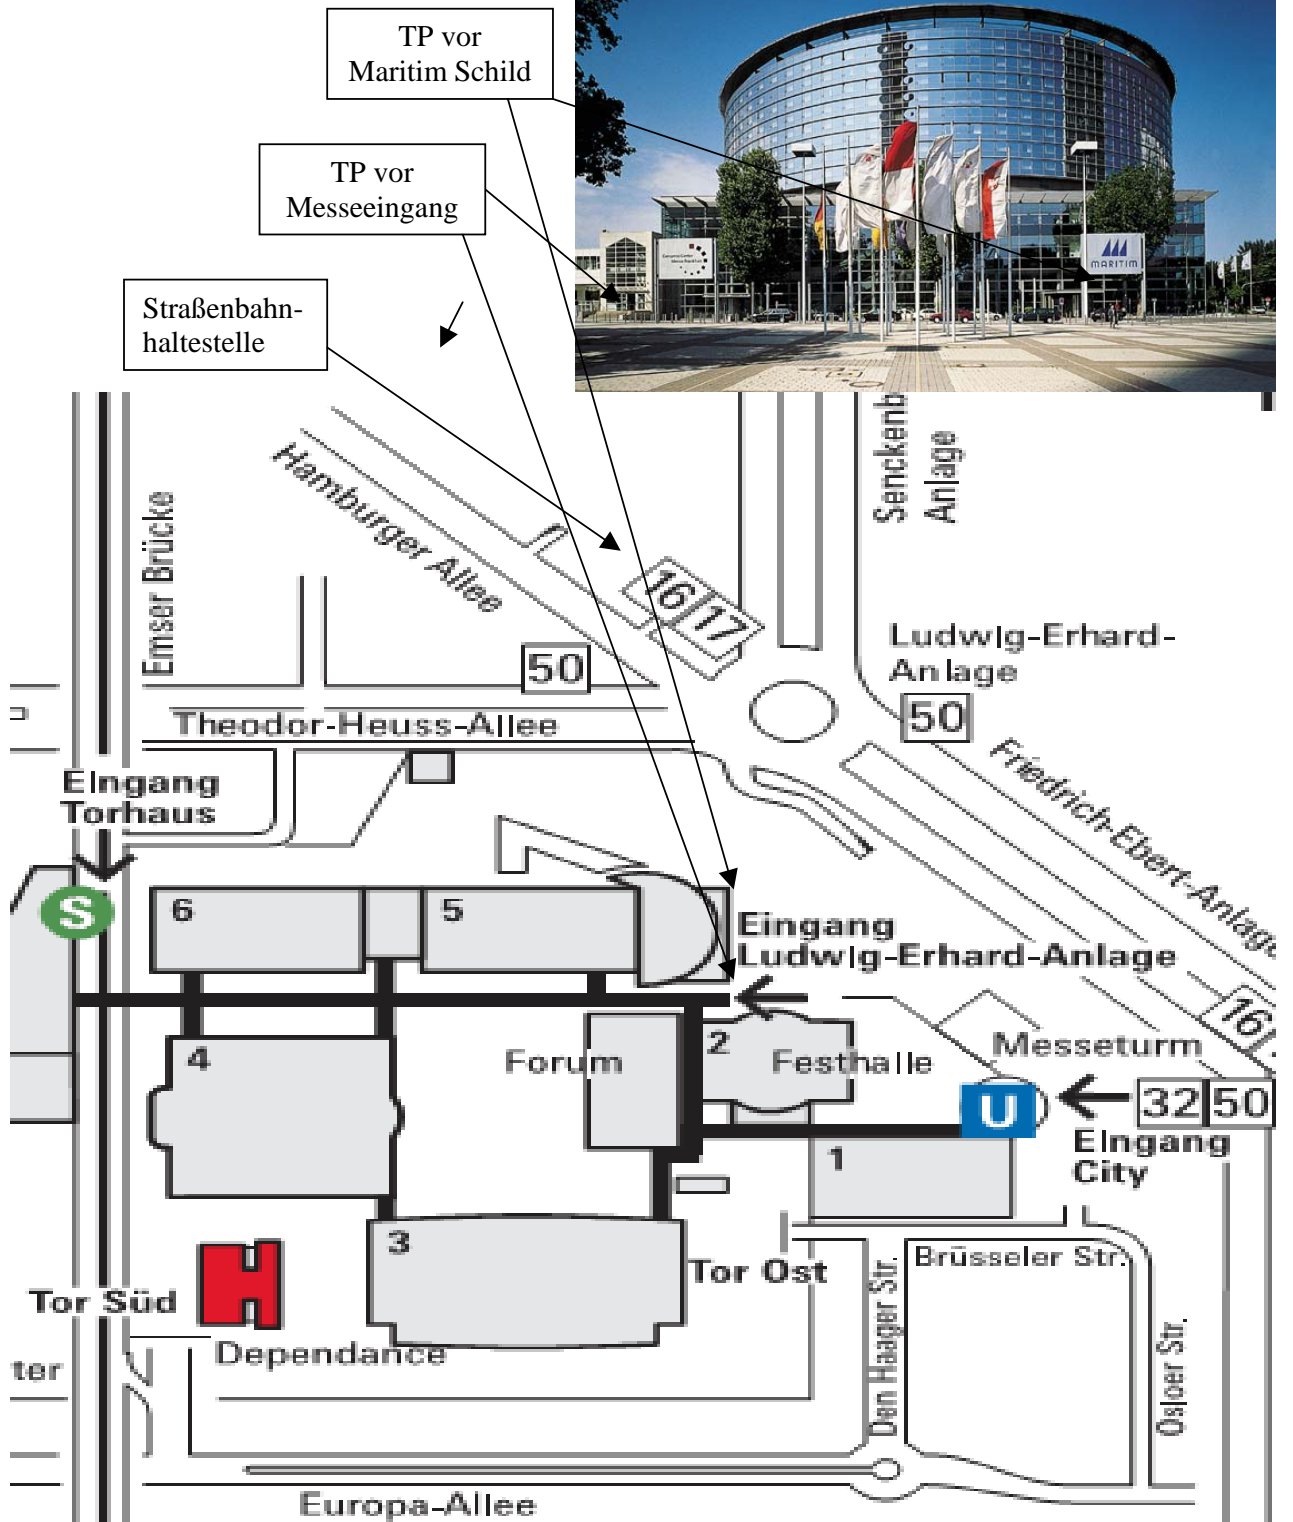 TP vor
Maritim Schild
TP vor
Messeeingang
Straßenbahn-
haltestelle
MARITIM
Hamburger Allee
Emser Brücke
Senckenb
Anlage
16 17
50
Ludwig-Erhard-
Anlage
50
Theodor-Heuss-Allee
Friedrich-Ebert-Anlage
Eingang
Torhaus
S
6
5
Eingang
Ludwig-Erhard-Anlage
16
4
Forum
2
Festhalle
Messeturm
U
32 50
Eingang
City
1
3
Tor Ost
Brüsseler Str.
Tor Süd
Dependance
ter
Den Haager Str.
Osloer Str.
Europa-Allee